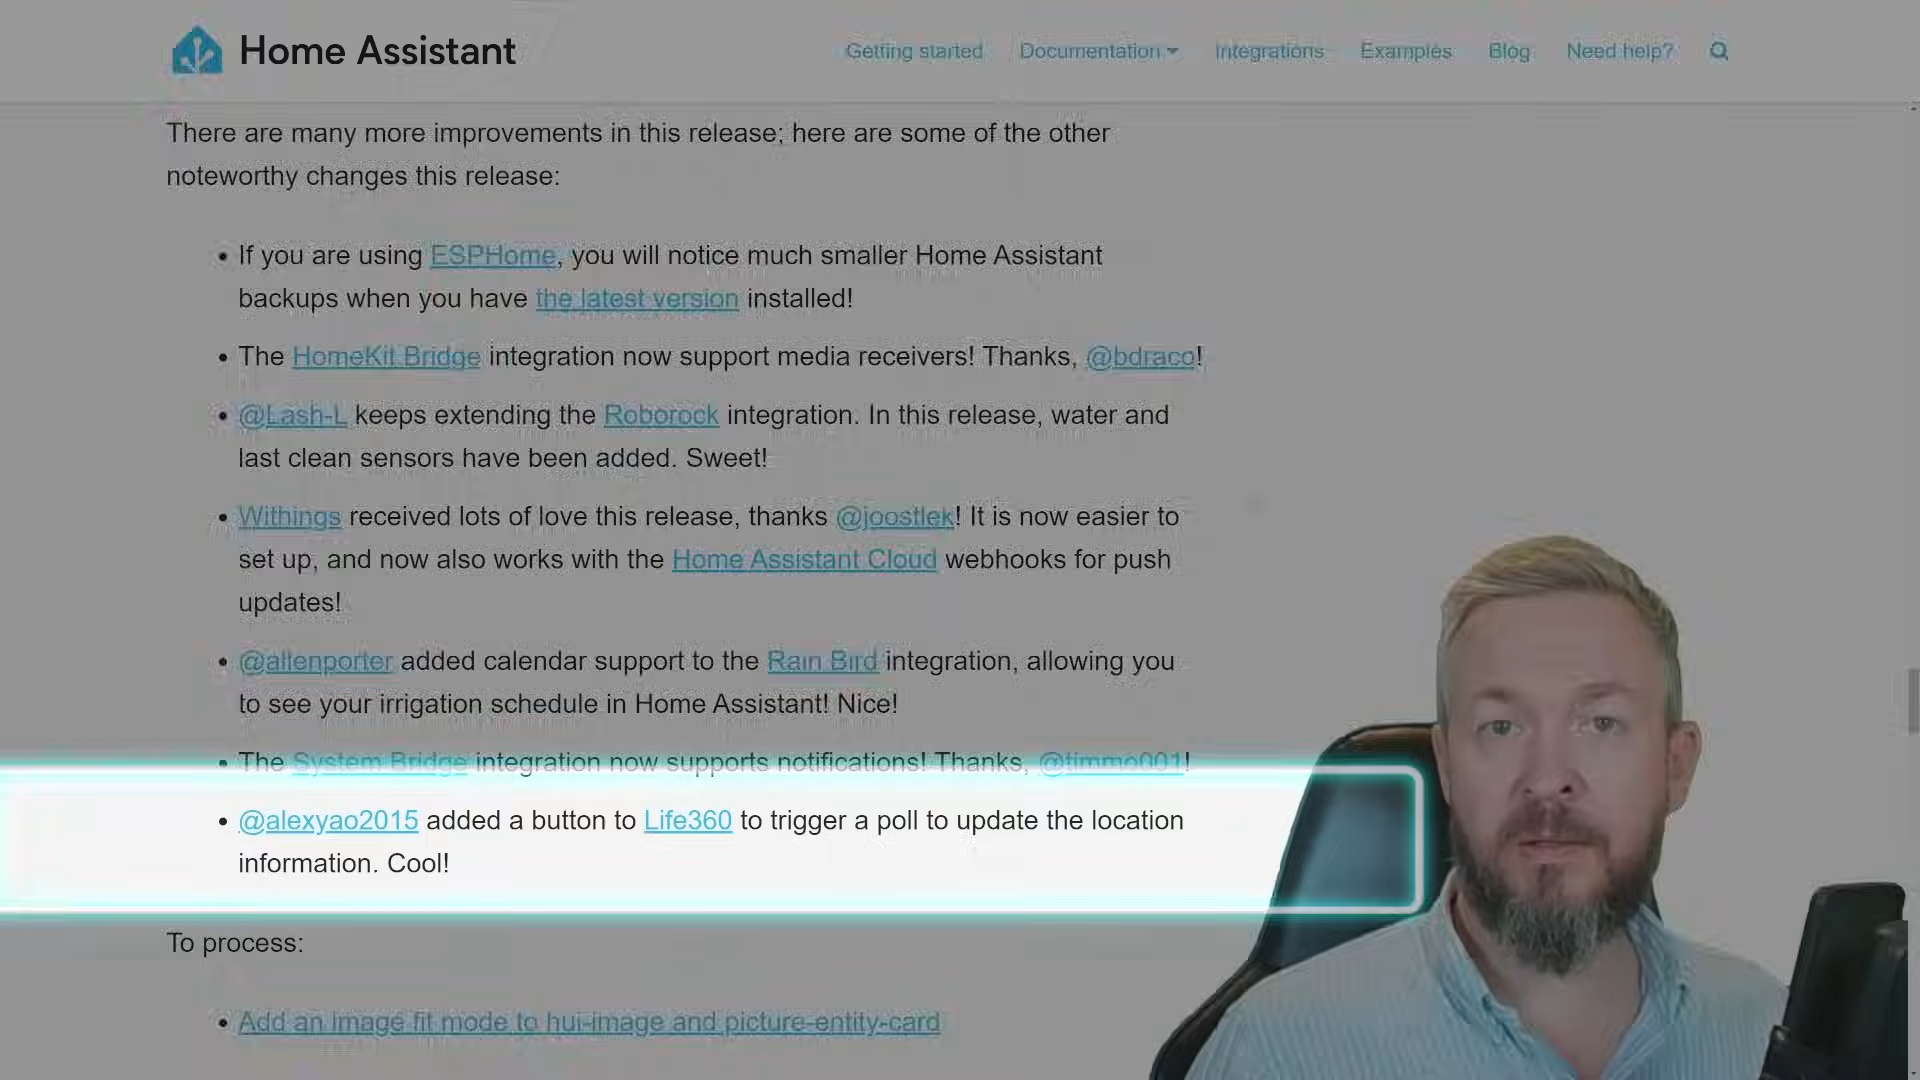 Home Assistant
Getting started Documentation Integrations Examples Blog Need help?
There are many more improvements in this release; here are some of the other
noteworthy changes this release:
If you are using ESPHome, you will notice much smaller Home Assistant
backups when you have the latest version installed!
The HomeKit Bridge integration now support media receivers! Thanks, @bdraco!
@Lash-L keeps extending the Roborock integration. In this release, water and
last clean sensors have been added. Sweet!
Withings received lots of love this release, thanks @joostlek! It is now easier to
set up, and now also works with the Home Assistant Cloud webhooks for push
updates!
@allenporter added calendar support to the Rain Bird integration, allowing you
to see your irrigation schedule in Home Assistant! Nice!
The System Bridge integration now supports notifications! Thanks, @timmo001!
@alexyao2015 added a button to Life360 to trigger a poll to update the location
information. Cool!
To process:
Add an image fit mode to hui-image and picture-entity-card